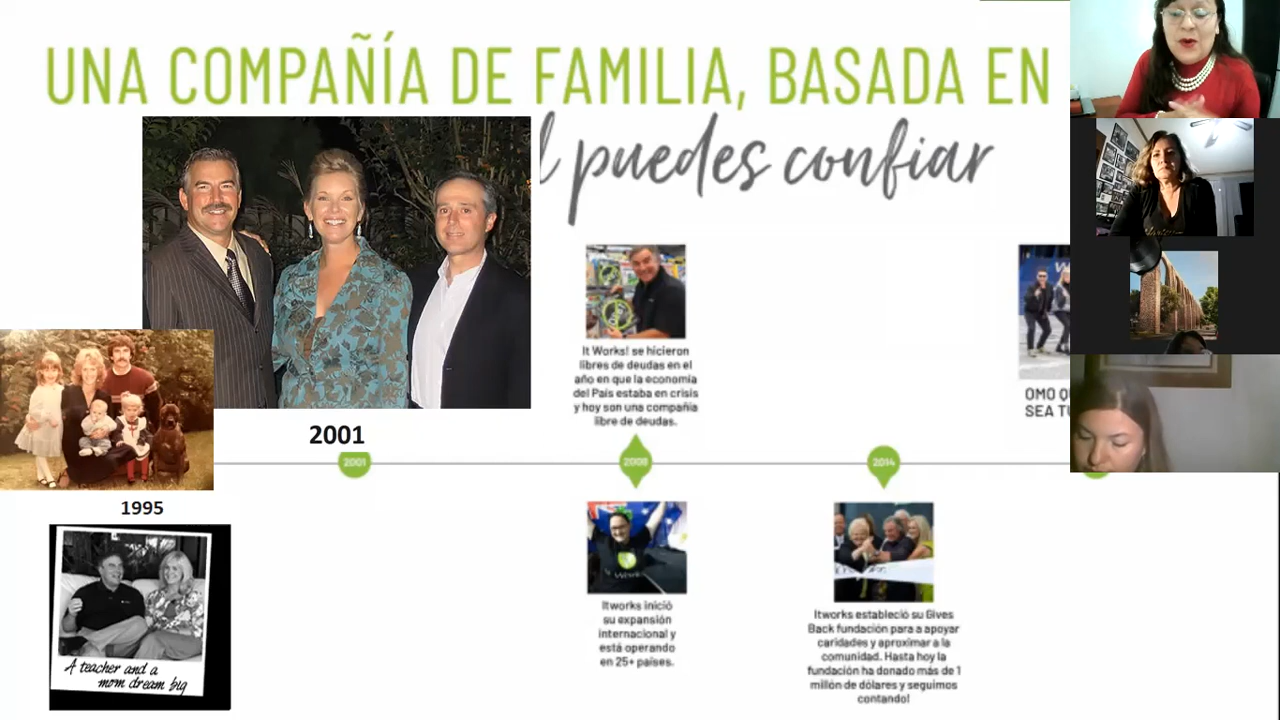 UNA COMPAÑÍA DE FAMILIA, BASADA EN
puedes confiar
It Works! se hicieron
libres de deudas en el
año en que la economía
del País estaba en crisis
y hoy son una compañía
libre de deudas.
OMO QU
SEA TU
2001
2001
2008
2014
1995
A teacher and a
mom dream big
Itworks inició
su expansión
internacional y
está operando
en 25+ países.
Itworks estableció su Gives
Back fundación para a apoyar
caridades y aproximar a la
comunidad. Hasta hoy la
fundación ha donado más de 1
millón de dólares y seguimos
contando!